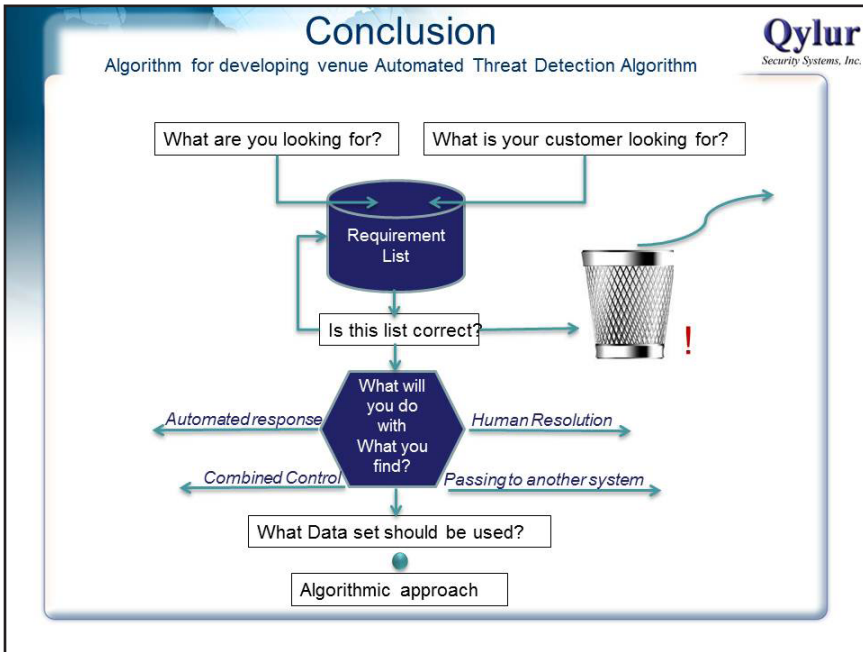 Conclusion
Algorithm for developing venue Automated Threat Detection Algorithm
Qylur
Security Systems, Inc.
What are you looking for?
What is your customer looking for?
Requirement
List
Is this list correct?
!
What will
you do
with
What you
find?
Automated response
Human Resolution
Combined Control
Passing to another system
What Data set should be used?
Algorithmic approach